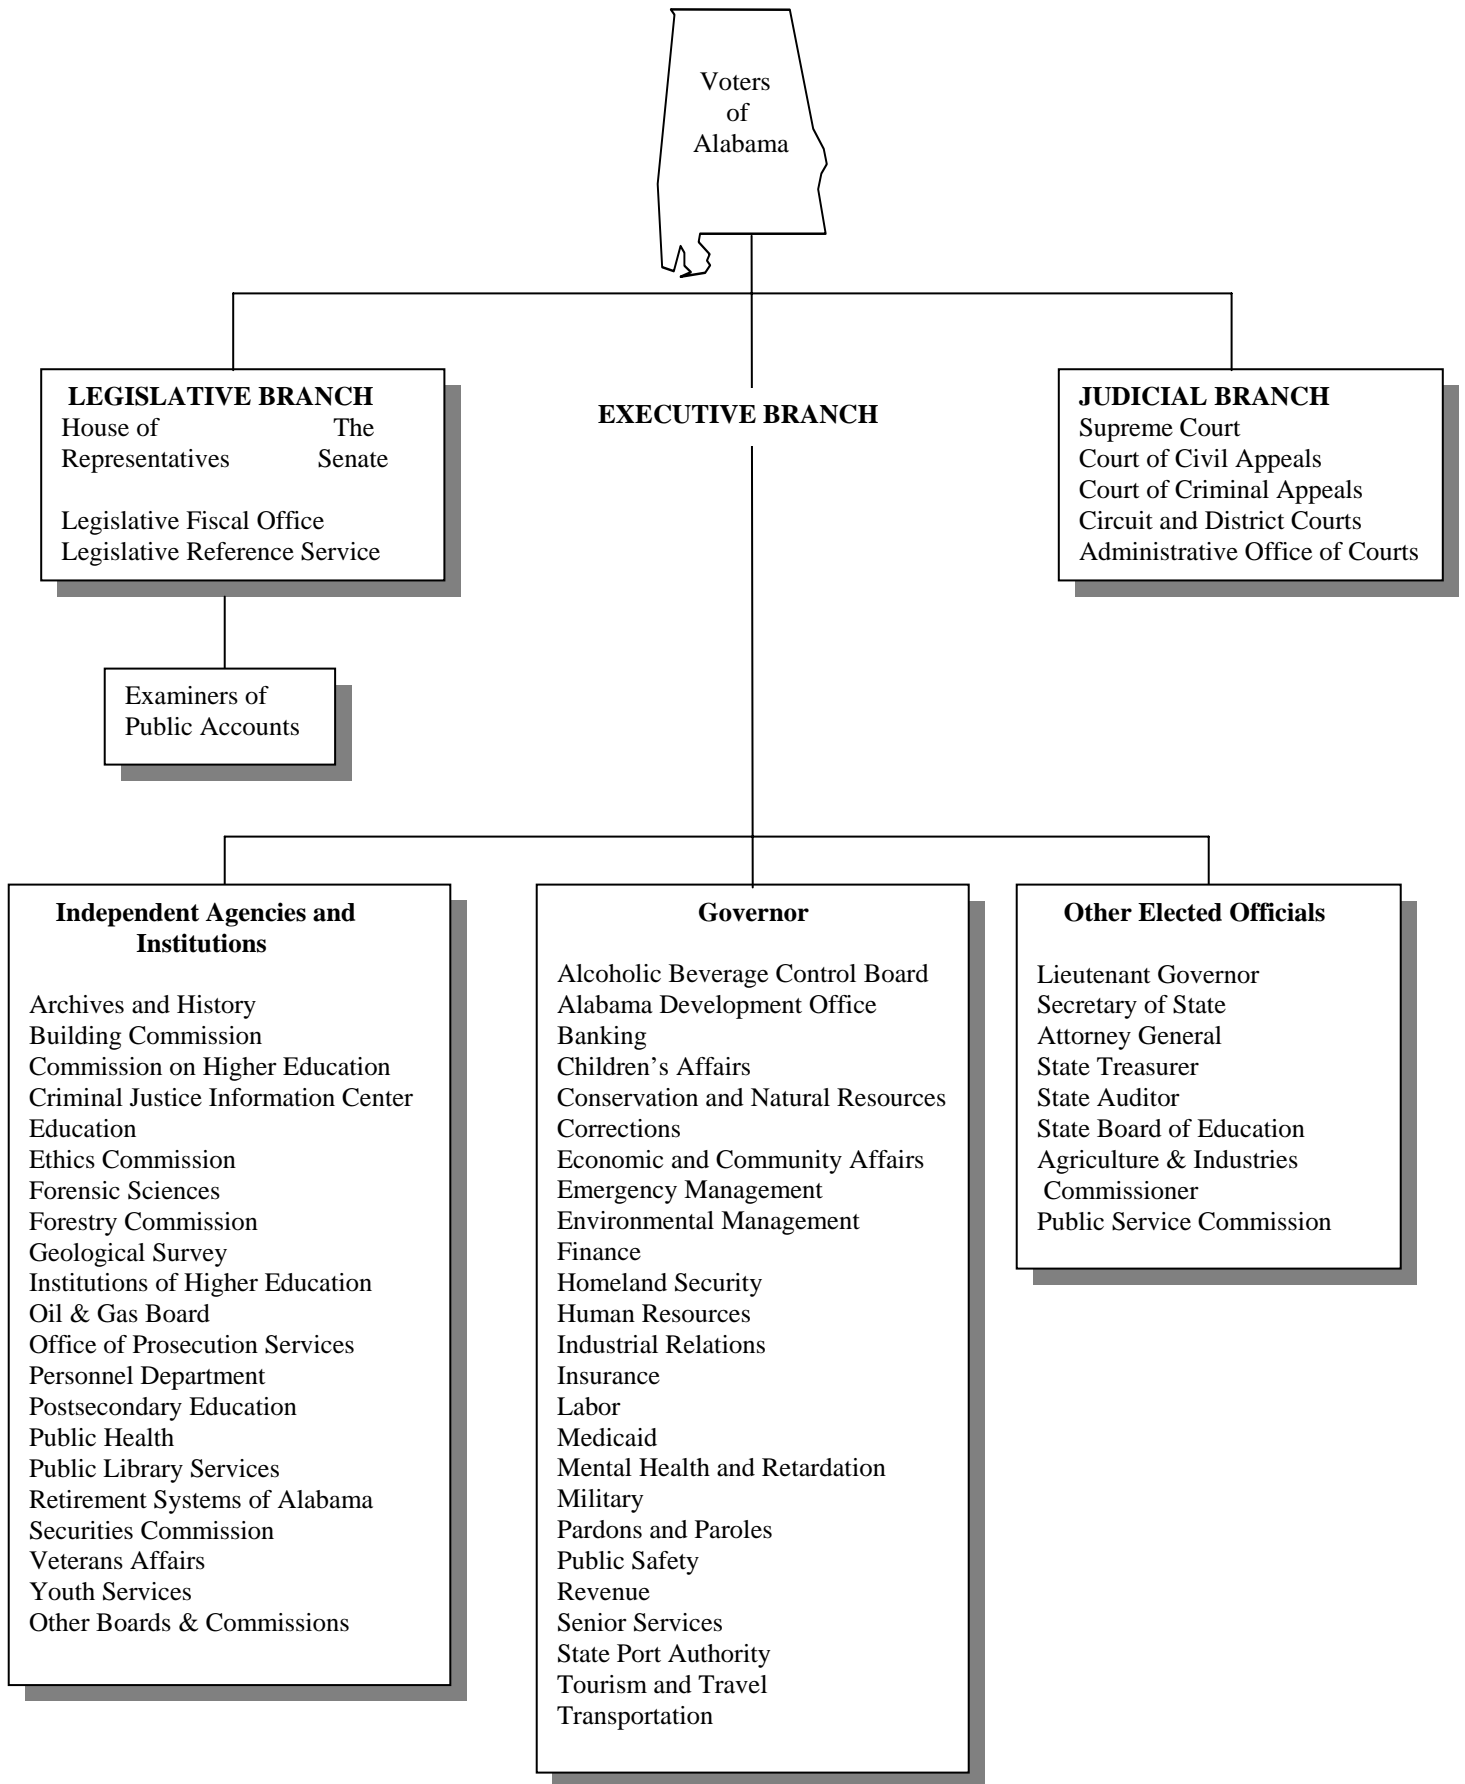 Voters
of
Alabama
LEGISLATIVE BRANCH
House of The
Representatives Senate
Legislative Fiscal Office
Legislative Reference Service
EXECUTIVE BRANCH
JUDICIAL BRANCH
Supreme Court
Court of Civil Appeals
Court of Criminal Appeals
Circuit and District Courts
Administrative Office of Courts
Examiners of
Public Accounts
Independent Agencies and
Institutions
Archives and History
Building Commission
Commission on Higher Education
Criminal Justice Information Center
Education
Ethics Commission
Forensic Sciences
Forestry Commission
Geological Survey
Institutions of Higher Education
Oil & Gas Board
Office of Prosecution Services
Personnel Department
Postsecondary Education
Public Health
Public Library Services
Retirement Systems of Alabama
Securities Commission
Veterans Affairs
Youth Services
Other Boards & Commissions
Governor
Alcoholic Beverage Control Board
Alabama Development Office
Banking
Children’s Affairs
Conservation and Natural Resources
Corrections
Economic and Community Affairs
Emergency Management
Environmental Management
Finance
Homeland Security
Human Resources
Industrial Relations
Insurance
Labor
Medicaid
Mental Health and Retardation
Military
Pardons and Paroles
Public Safety
Revenue
Senior Services
State Port Authority
Tourism and Travel
Transportation
Other Elected Officials
Lieutenant Governor
Secretary of State
Attorney General
State Treasurer
State Auditor
State Board of Education
Agriculture & Industries
Commissioner
Public Service Commission